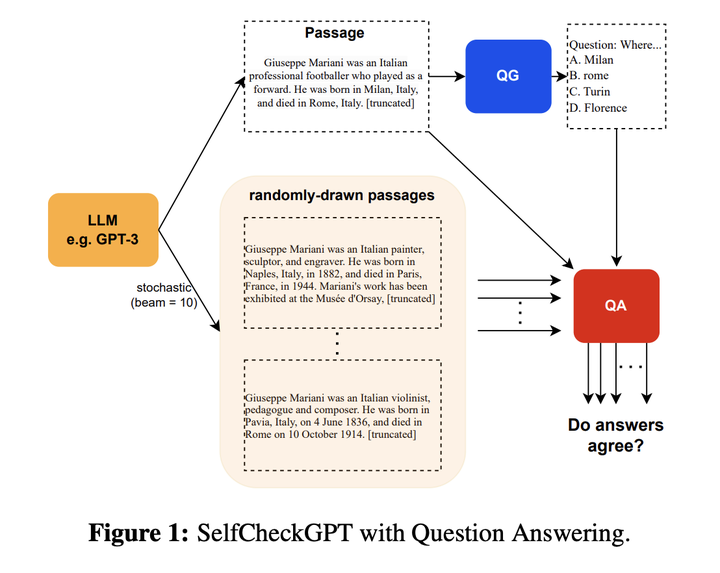 Passage
Giuseppe Mariani was an Italian
professional footballer who played as a
forward. He was born in Milan, Italy,
and died in Rome, Italy. [truncated]
QG
Question: Where...
A. Milan
B. rome
C. Turin
D. Florence
LLM
e.g. GPT-3
stochastic
(beam = 10)
randomly-drawn passages
Giuseppe Mariani was an Italian painter,
sculptor, and engraver. He was born in
Naples, Italy, in 1882, and died in Paris,
France, in 1944. Mariani's work has been
exhibited at the Musée d'Orsay, [truncated]
Giuseppe Mariani was an Italian violinist,
pedagogue and composer. He was born in
Pavia, Italy, on 4 June 1836, and died in
Rome on 10 October 1914. [truncated]
QA
Do answers
agree?
Figure 1: SelfCheckGPT with Question Answering.